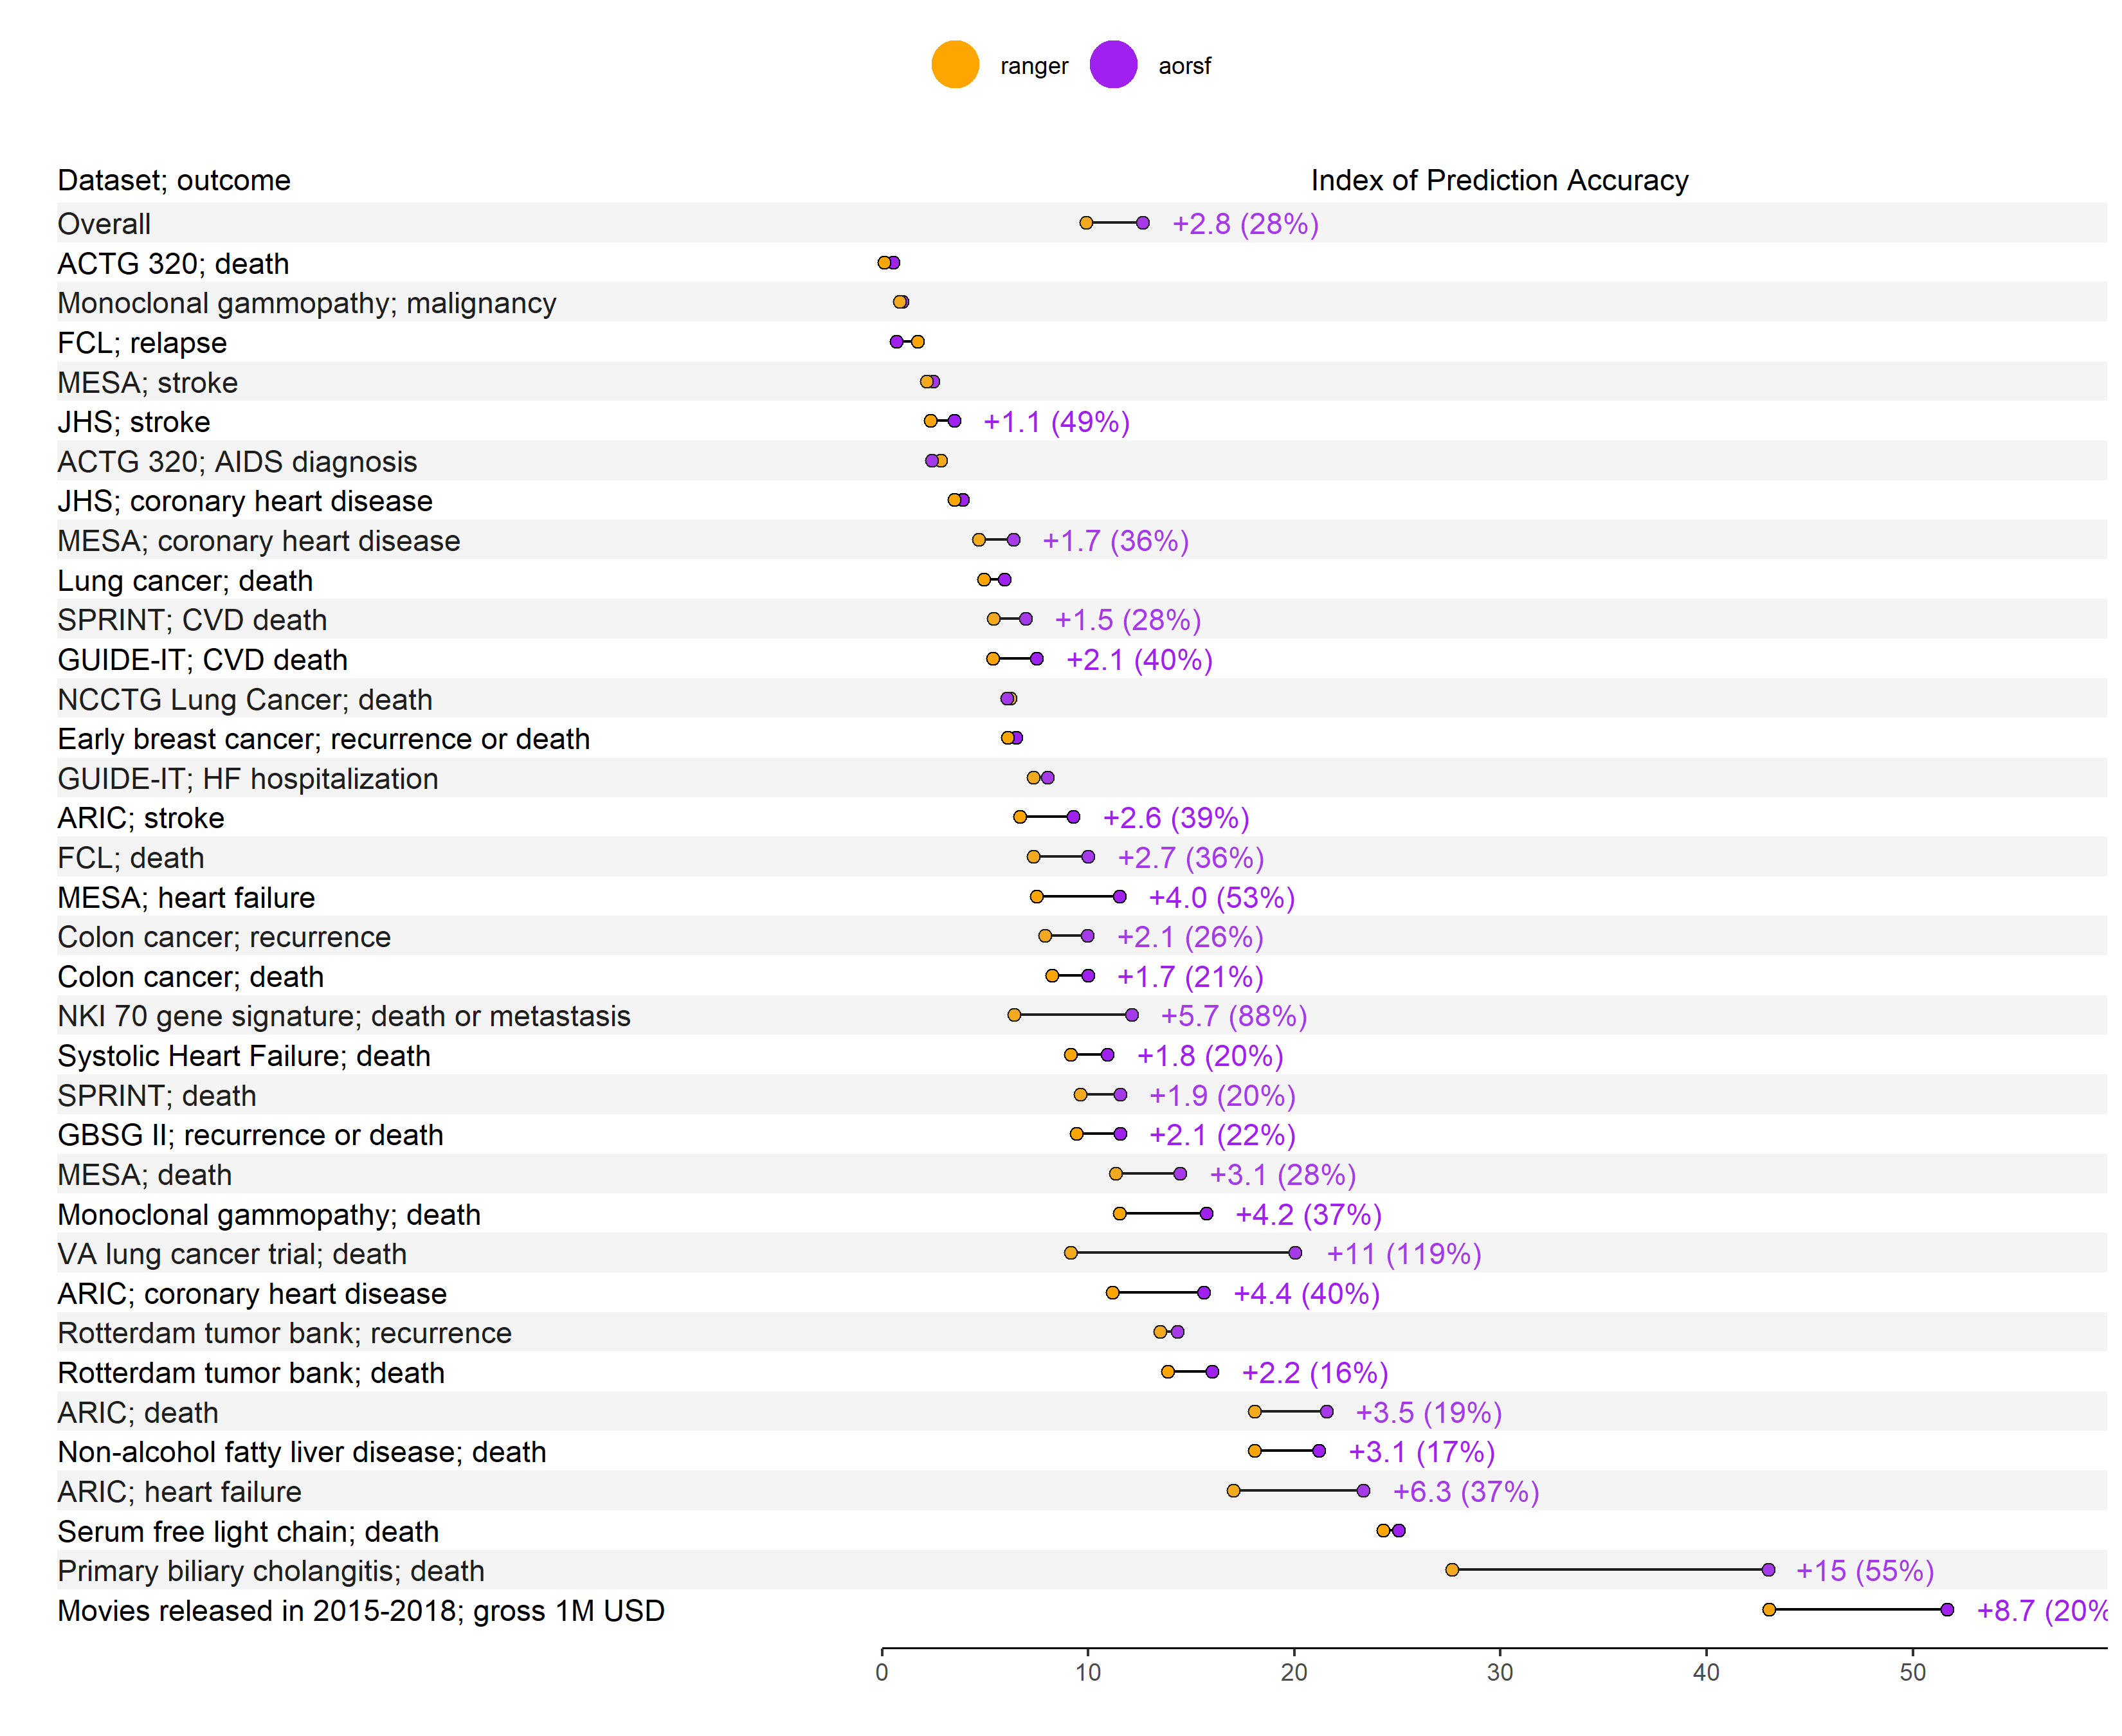 ranger aorsf
Dataset; outcome Index of Prediction Accuracy
Overall +2.8 (28%)
ACTG 320; death
Monoclonal gammopathy; malignancy
FCL; relapse
MESA; stroke
JHS; stroke +1.1 (49%)
ACTG 320; AIDS diagnosis
JHS; coronary heart disease
MESA; coronary heart disease +1.7 (36%)
Lung cancer; death
SPRINT; CVD death +1.5 (28%)
GUIDE-IT; CVD death +2.1 (40%)
NCCTG Lung Cancer; death
Early breast cancer; recurrence or death
GUIDE-IT; HF hospitalization
ARIC; stroke +2.6 (39%)
FCL; death +2.7 (36%)
MESA; heart failure +4.0 (53%)
Colon cancer; recurrence +2.1 (26%)
Colon cancer; death +1.7 (21%)
NKI 70 gene signature; death or metastasis +5.7 (88%)
Systolic Heart Failure; death +1.8 (20%)
SPRINT; death +1.9 (20%)
GBSG II; recurrence or death +2.1 (22%)
MESA; death +3.1 (28%)
Monoclonal gammopathy; death +4.2 (37%)
VA lung cancer trial; death +11 (119%)
ARIC; coronary heart disease +4.4 (40%)
Rotterdam tumor bank; recurrence
Rotterdam tumor bank; death +2.2 (16%)
ARIC; death +3.5 (19%)
Non-alcohol fatty liver disease; death +3.1 (17%)
ARIC; heart failure +6.3 (37%)
Serum free light chain; death
Primary biliary cholangitis; death +15 (55%)
Movies released in 2015-2018; gross 1M USD +8.7 (20%
0 10 20 30 40 50